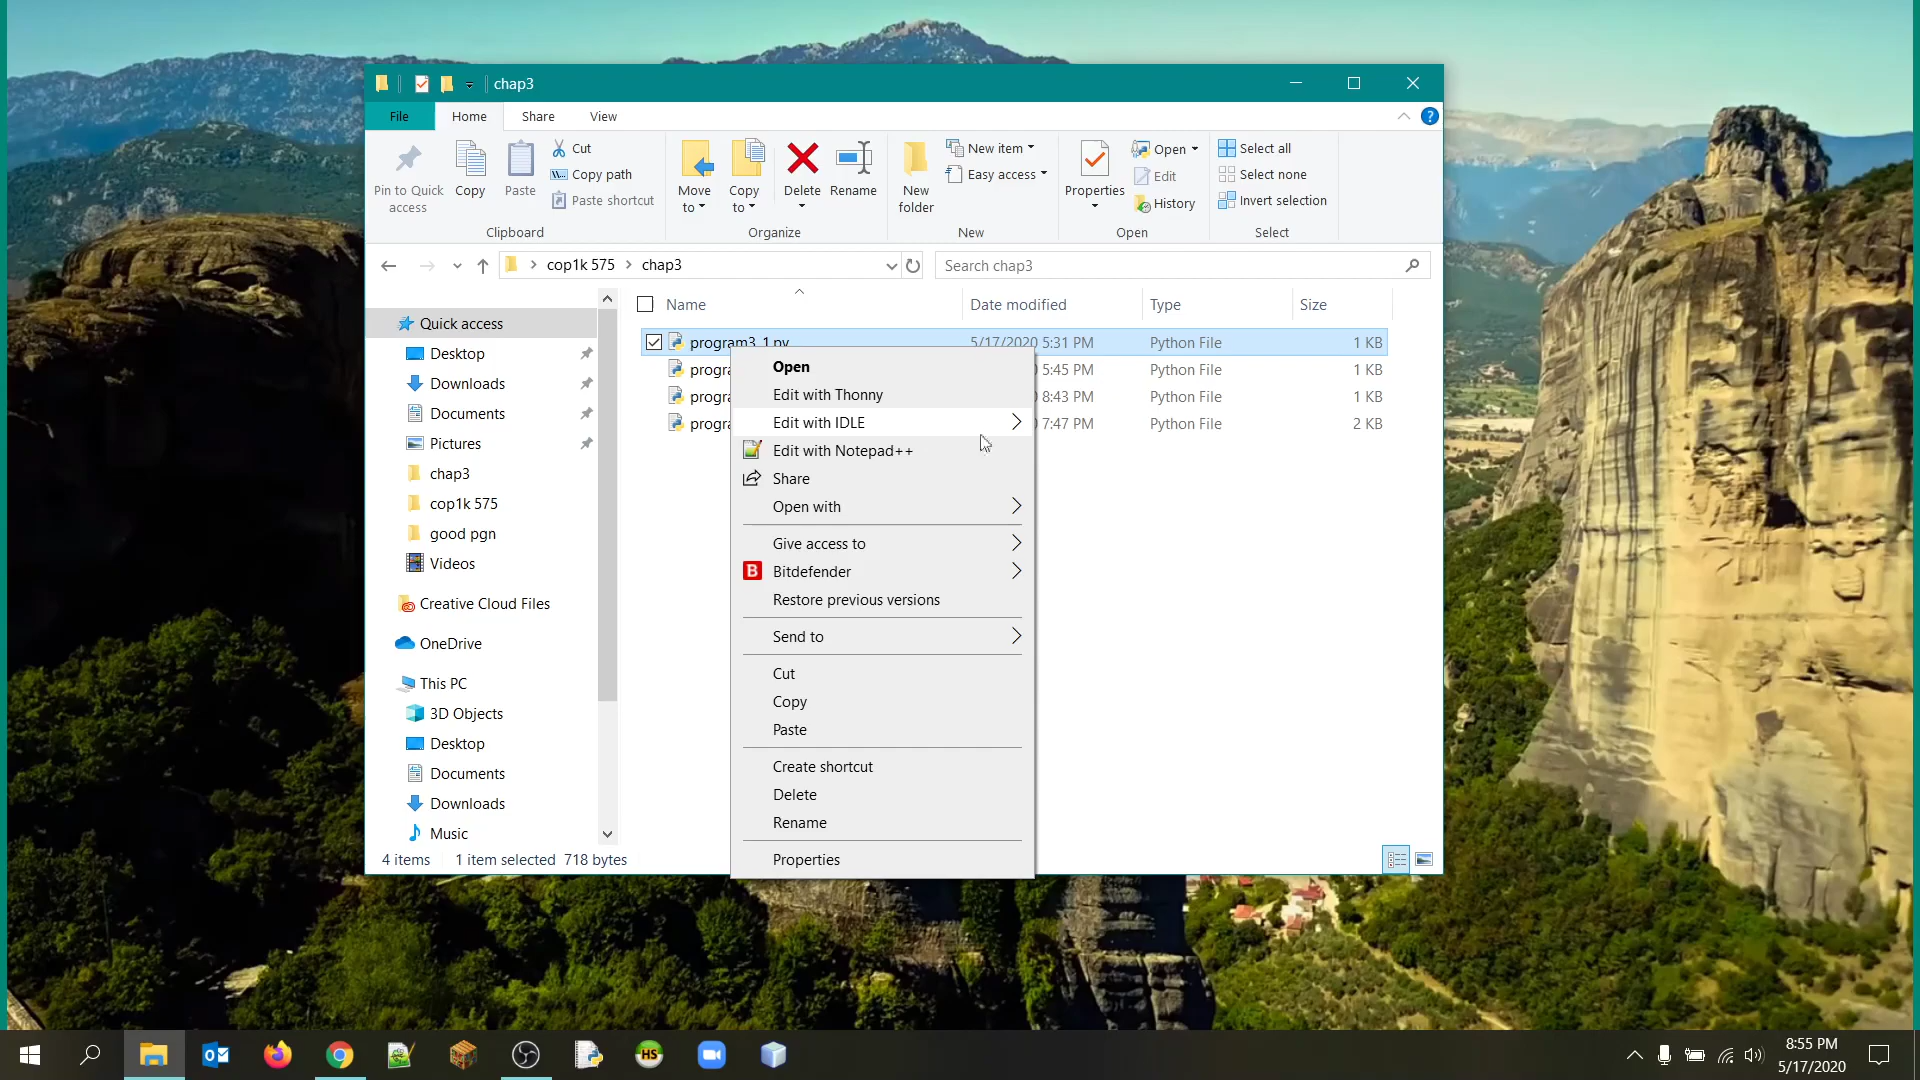 chap3
File Home Share View
Pin to Quick access
Copy
Paste
Cut
Copy path
Paste shortcut
Move to
Copy to
Delete
Rename
New folder
New item
Easy access
Properties
Open
Edit
History
Select all
Select none
Invert selection
Clipboard Organize New Open Select
cop1k 575 chap3
Search chap3
Name Date modified Type Size
program3_1.py 5/17/2020 5:31 PM Python File 1 KB
5:45 PM Python File 1 KB
8:43 PM Python File 1 KB
7:47 PM Python File 2 KB
Quick access
Desktop
Downloads
Documents
Pictures
chap3
cop1k 575
good pgn
Videos
Creative Cloud Files
OneDrive
This PC
3D Objects
Desktop
Documents
Downloads
Music
Open
Edit with Thonny
Edit with IDLE
Edit with Notepad++
Share
Open with
Give access to
B Bitdefender
Restore previous versions
Send to
Cut
Copy
Paste
Create shortcut
Delete
Rename
Properties
4 items 1 item selected 718 bytes
HS
8:55 PM
5/17/2020